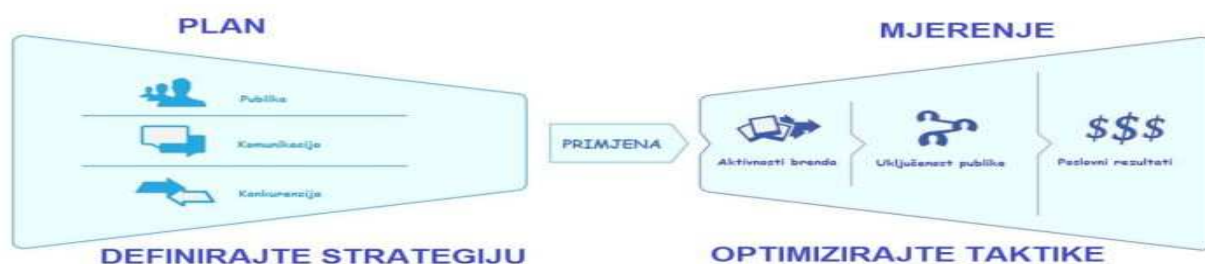 PLAN
Publika
Komunikacija
Konkurencija
DEFINIRAJTE STRATEGIJU
PRIMJENA
MJERENJE
Aktivnosti brenda
Uključenost publike
Poslovni rezultati
OPTIMIZIRAJTE TAKTIKE